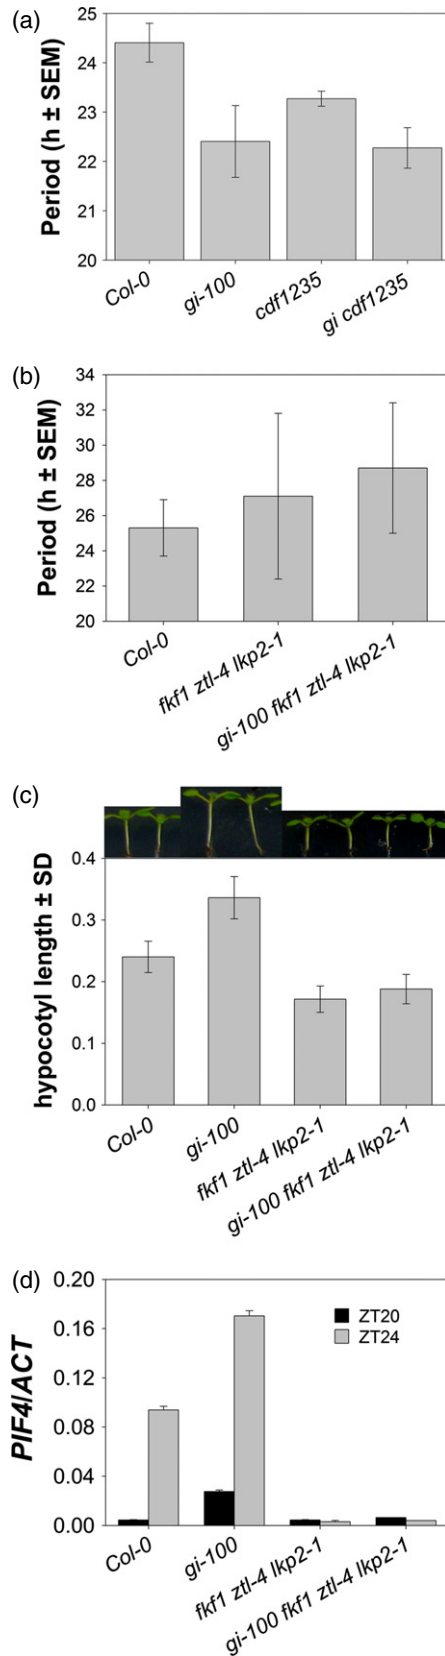 (a)
Period (h ± SEM)
25
24
23
22
21
20
Col-0
gi-100
cdf1235
gi cdf1235
(b)
Period (h ± SEM)
34
32
30
28
26
24
22
20
Col-0
fkf1 ztl-4 lkp2-1
gi-100 fkf1 ztl-4 lkp2-1
(c)
hypocotyl length ± SD
0.4
0.3
0.2
0.1
0.0
Col-0
gi-100
fkf1 ztl-4 lkp2-1
gi-100 fkf1 ztl-4 lkp2-1
(d)
PIF4/ACT
0.20
0.16
0.12
0.08
0.04
0.00
ZT20
ZT24
Col-0
gi-100
fkf1 ztl-4 lkp2-1
gi-100 fkf1 ztl-4 lkp2-1